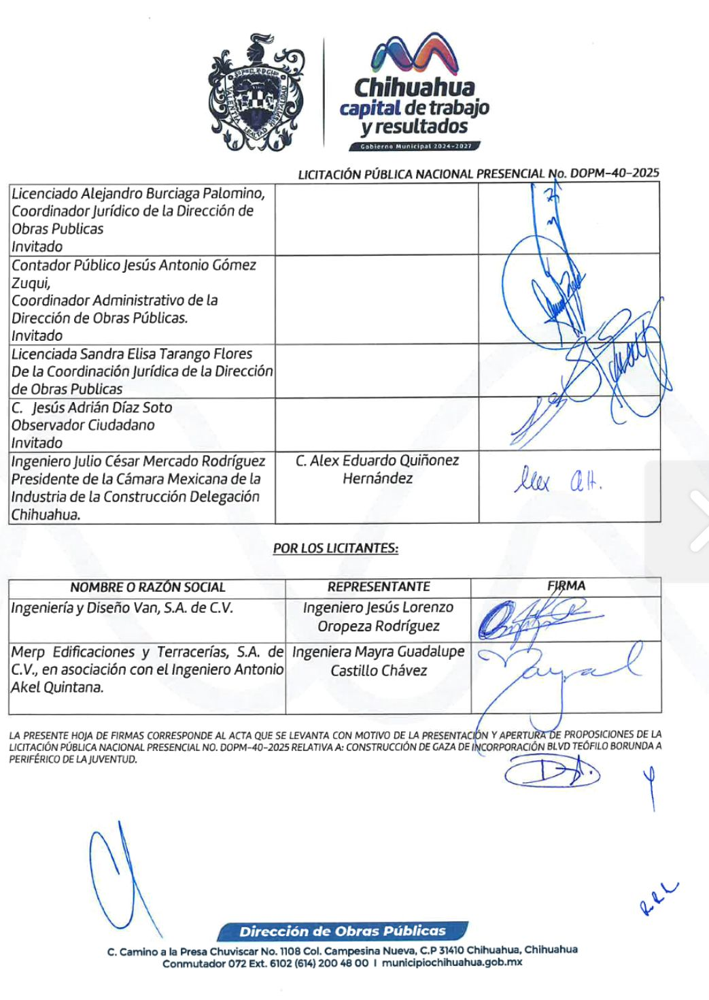 Chihuahua
capital de trabajo
y resultados
Gobierno Municipal 2024-2027
VALENTÍA LEALTAD HOSPITALIDAD
LICITACIÓN PÚBLICA NACIONAL PRESENCIAL No. DOPM-40-2025
Licenciado Alejandro Burciaga Palomino,
Coordinador Jurídico de la Dirección de
Obras Publicas
Invitado
Contador Público Jesús Antonio Gómez
Zuqui,
Coordinador Administrativo de la
Dirección de Obras Públicas.
Invitado
Licenciada Sandra Elisa Tarango Flores
De la Coordinación Jurídica de la Dirección
de Obras Publicas
C. Jesús Adrián Díaz Soto
Observador Ciudadano
Invitado
Ingeniero Julio César Mercado Rodríguez
Presidente de la Cámara Mexicana de la
Industria de la Construcción Delegación
Chihuahua.
C. Alex Eduardo Quiñonez
Hernández
Alex QH.
POR LOS LICITANTES:
NOMBRE O RAZÓN SOCIAL REPRESENTANTE FIRMA
Ingeniería y Diseño Van, S.A. de C.V.
Ingeniero Jesús Lorenzo
Oropeza Rodríguez
Merp Edificaciones y Terracerías, S.A. de
C.V., en asociación con el Ingeniero Antonio
Akel Quintana.
Ingeniera Mayra Guadalupe
Castillo Chávez
LA PRESENTE HOJA DE FIRMAS CORRESPONDE AL ACTA QUE SE LEVANTA CON MOTIVO DE LA PRESENTACIÓN Y APERTURA DE PROPOSICIONES DE LA
LICITACIÓN PÚBLICA NACIONAL PRESENCIAL NO. DOPM-40-2025 RELATIVA A: CONSTRUCCIÓN DE GAZA DE INCORPORACIÓN BLVD TEÓFILO BORUNDA A
PERIFÉRICO DE LA JUVENTUD.
Dirección de Obras Públicas
C. Camino a la Presa Chuviscar No. 1108 Col. Campesina Nueva, C.P 31410 Chihuahua, Chihuahua
Conmutador 072 Ext. 6102 (614) 200 48 00 I municipiochihuahua.gob.mx